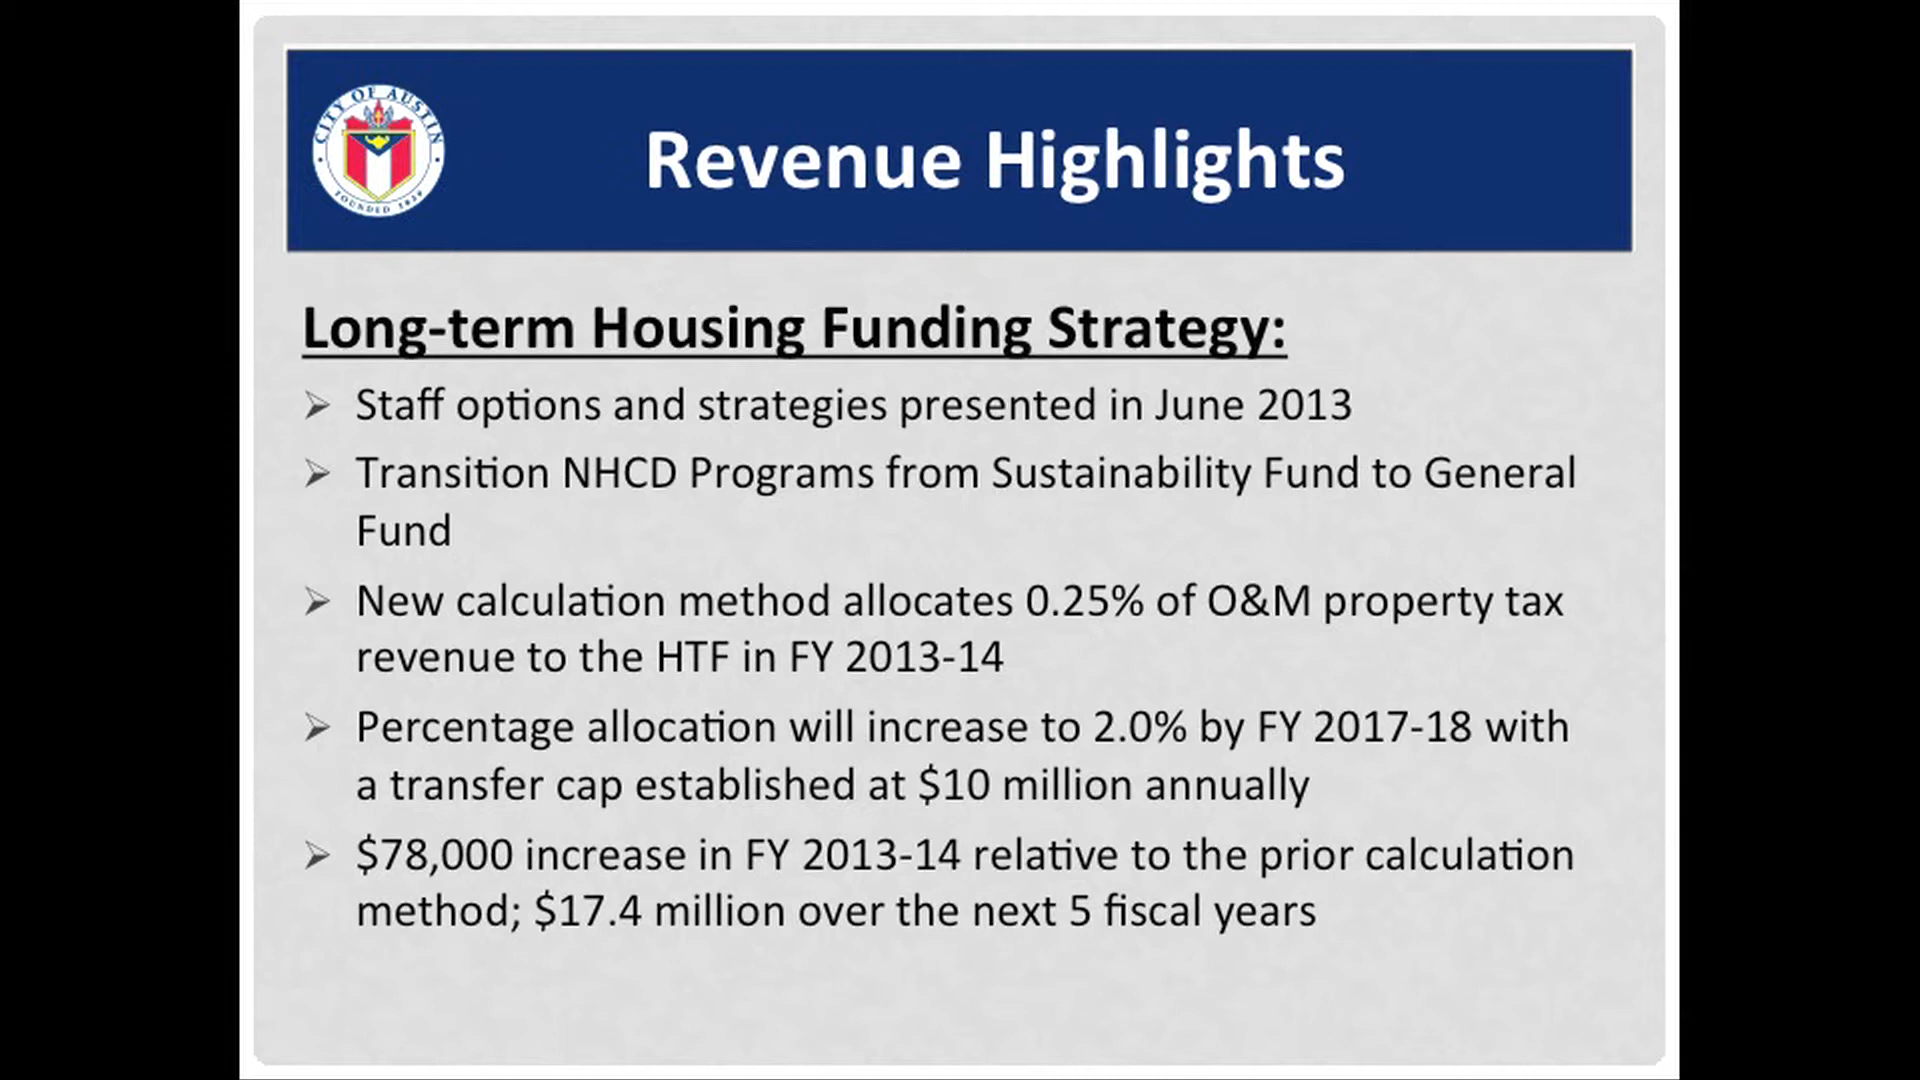 CITY OF AUSTIN
FOUNDED 1839
Revenue Highlights
Long-term Housing Funding Strategy:
Staff options and strategies presented in June 2013
Transition NHCD Programs from Sustainability Fund to General
Fund
New calculation method allocates 0.25% of O&M property tax
revenue to the HTF in FY 2013-14
Percentage allocation will increase to 2.0% by FY 2017-18 with
a transfer cap established at $10 million annually
$78,000 increase in FY 2013-14 relative to the prior calculation
method; $17.4 million over the next 5 fiscal years